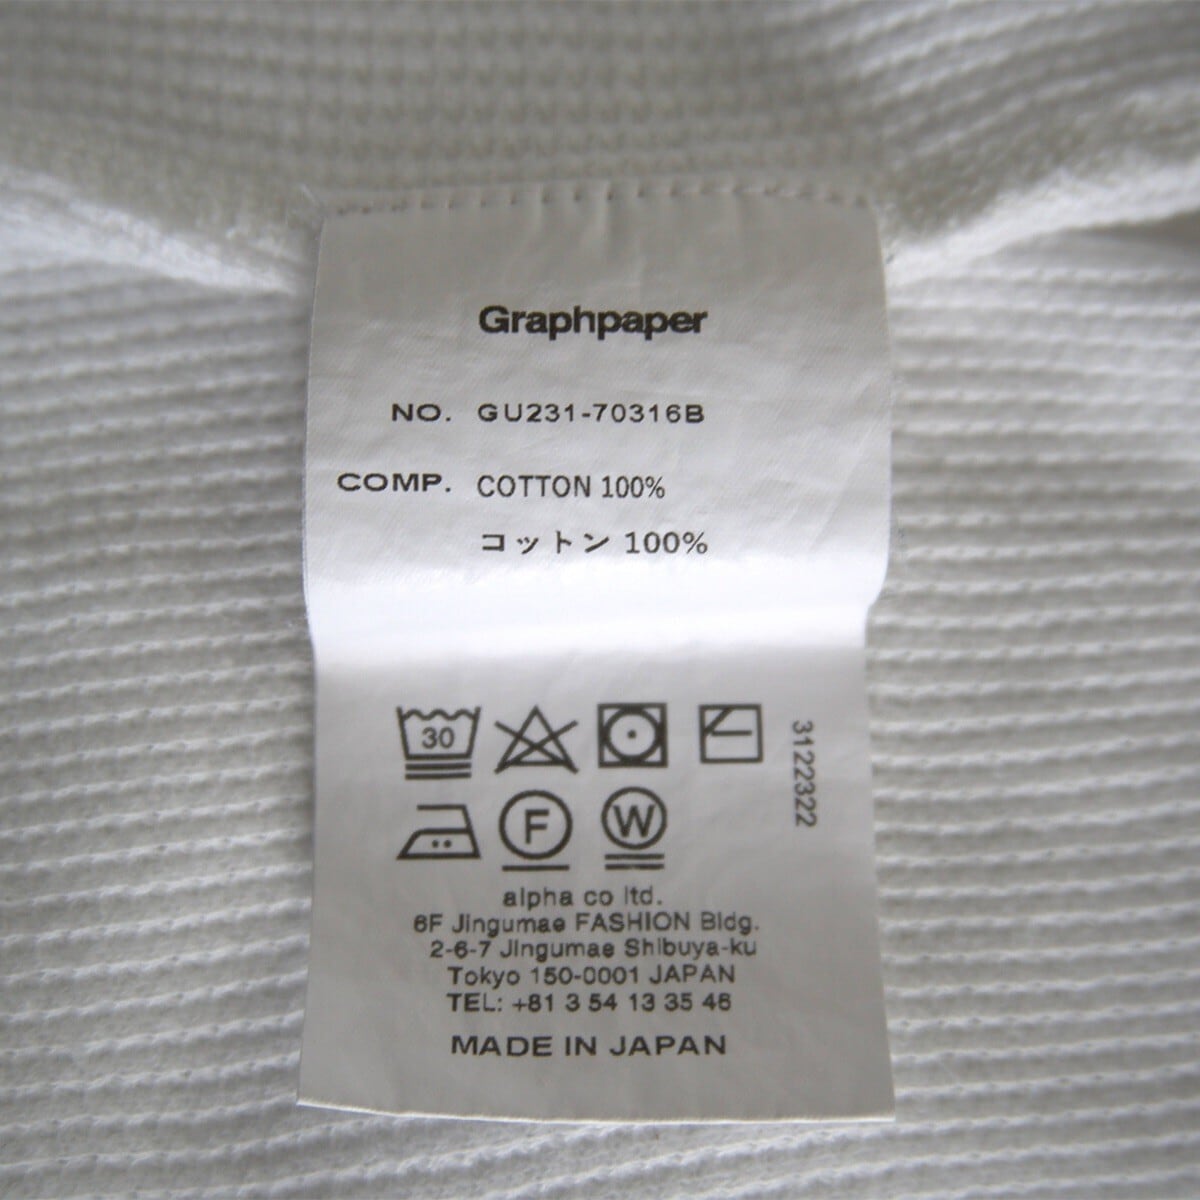 Graphpaper
NO. GU231-70316B
COMP. COTTON 100%
コットン 100%
30
3122322
F
W
alpha co ltd.
6F Jingumae FASHION Bldg.
2-6-7 Jingumae Shibuya-ku
Tokyo 150-0001 JAPAN
TEL: +81 3 54 13 35 46
MADE IN JAPAN